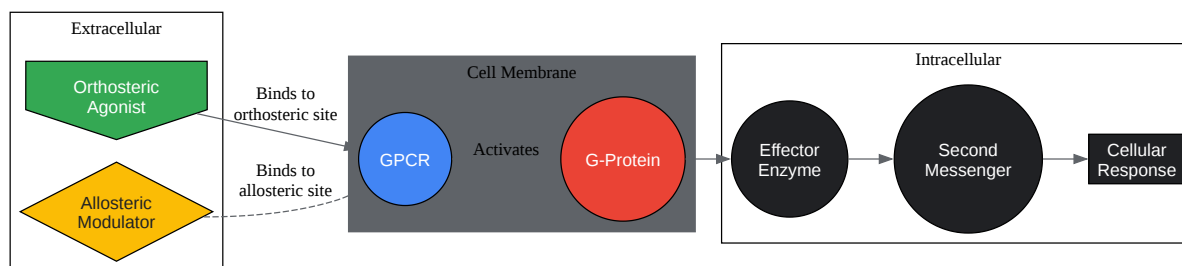 Extracellular
Orthosteric
Agonist
Allosteric
Modulator
Binds to
orthosteric site
Binds to
allosteric site
Cell Membrane
GPCR
Activates
G-Protein
Intracellular
Effector
Enzyme
Second
Messenger
Cellular
Response